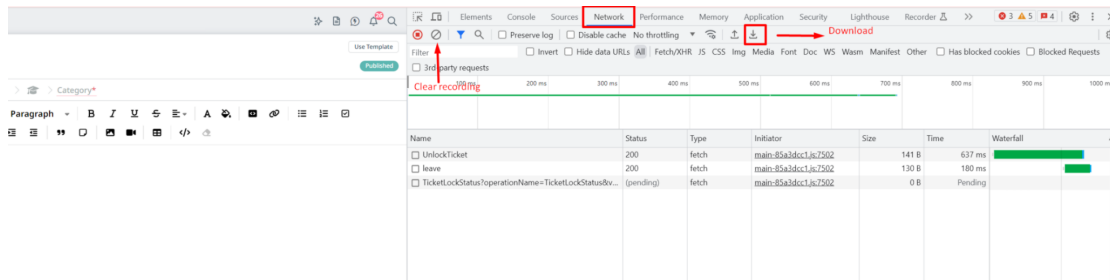 26
Elements Console Sources Network Performance Memory Application Security Lighthouse Recorder >> 3 5 4
Preserve log Disable cache No throttling Download
Use Template
Filter Invert Hide data URLs All Fetch/XHR JS CSS Img Media Font Doc WS Wasm Manifest Other Has blocked cookies Blocked Requests
Published
3rd-party requests
> > Category*
Clear recording
100 ms 200 ms 300 ms 400 ms 500 ms 600 ms 700 ms 800 ms 900 ms 1000 m
Paragraph B I U S A
Name Status Type Initiator Size Time Waterfall
UnlockTicket 200 fetch main-85a3dcc1.js:7502 141 B 637 ms
leave 200 fetch main-85a3dcc1.js:7502 130 B 180 ms
TicketLockStatus?operationName=TicketLockStatus&v... (pending) fetch main-85a3dcc1.js:7502 0 B Pending